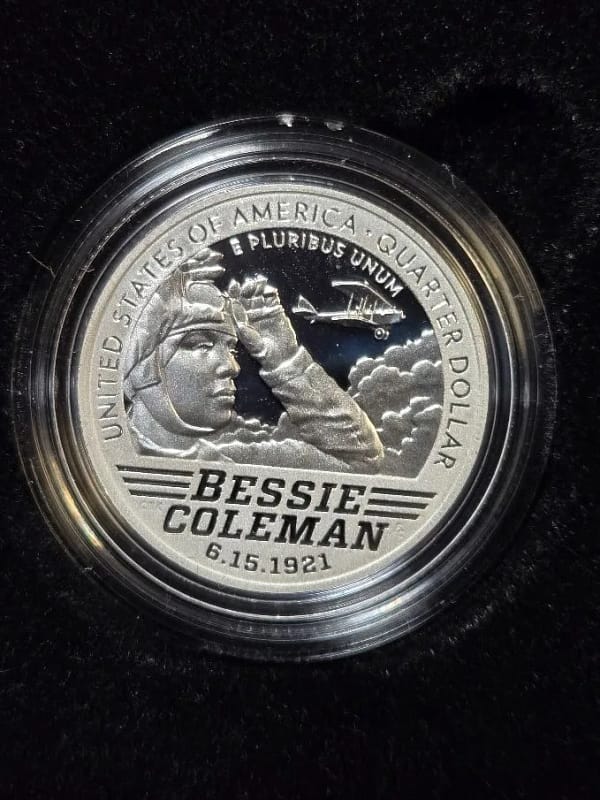 UNITED STATES OF AMERICA · QUARTER DOLLAR
E PLURIBUS UNUM
BESSIE
COLEMAN
6.15.1921